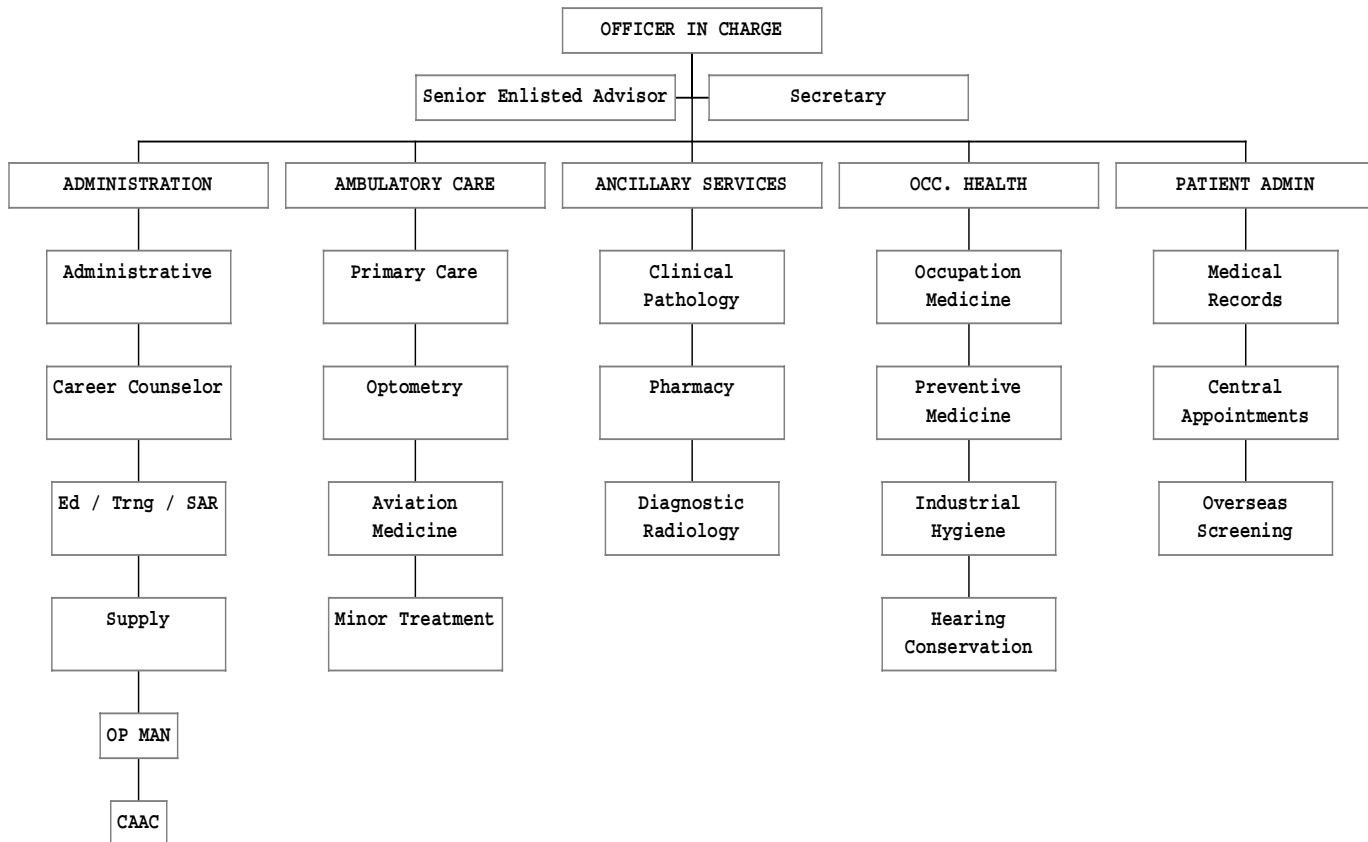 OFFICER IN CHARGE
Senior Enlisted Advisor
Secretary
ADMINISTRATION
AMBULATORY CARE
ANCILLARY SERVICES
OCC. HEALTH
PATIENT ADMIN
Administrative
Primary Care
Clinical
Pathology
Occupation
Medicine
Medical
Records
Career Counselor
Optometry
Pharmacy
Preventive
Medicine
Central
Appointments
Ed / Trng / SAR
Aviation
Medicine
Diagnostic
Radiology
Industrial
Hygiene
Overseas
Screening
Supply
Minor Treatment
Hearing
Conservation
OP MAN
CAAC